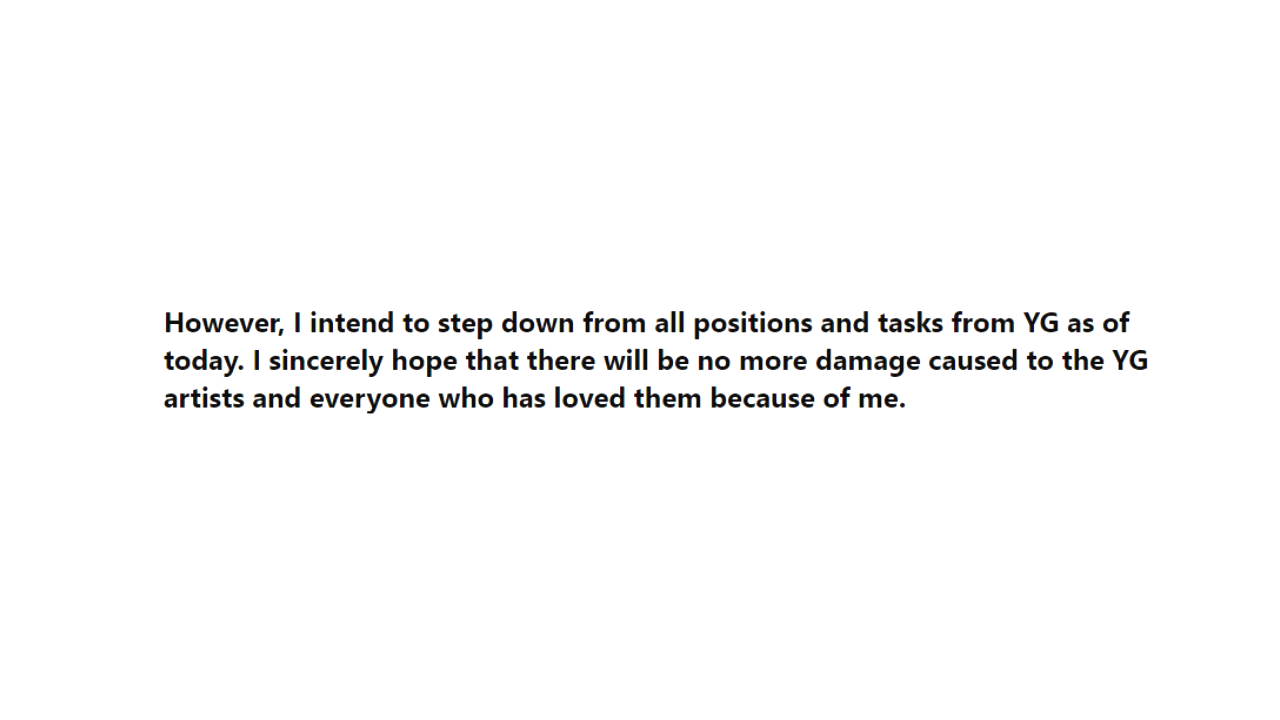 However, I intend to step down from all positions and tasks from YG as of
today. I sincerely hope that there will be no more damage caused to the YG
artists and everyone who has loved them because of me.